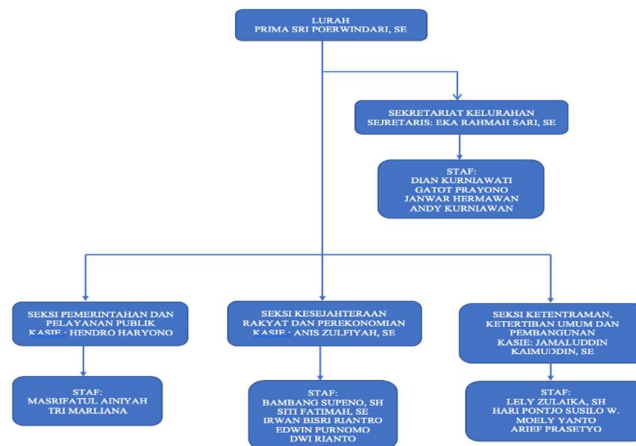 LURAH
PRIMA SRI POERWINDARI, SE
SEKRETARIAT KELURAHAN
SEJRETARIS: EKA RAHMAH SARI, SE
STAF:
DIAN KURNIAWATI
GATOT PRAYONO
JANWAR HERMAWAN
ANDY KURNIAWAN
SEKSI PEMERINTAHAN DAN
PELAYANAN PUBLIK
KASIE : HENDRO HARYONO
SEKSI KESEJAHTERAAN
RAKYAT DAN PEREKONOMIAN
KASIE : ANIS ZULFIYAH, SE
SEKSI KETENTRAMAN,
KETERTIBAN UMUM DAN
PEMBANGUNAN
KASIE: JAMALUDDIN
KAIMUDDIN, SE
STAF:
MASRIFATUL AINIYAH
TRI MARLIANA
STAF:
BAMBANG SUPENO, SH
SITI FATIMAH, SE
IRWAN BISRI RIANTRO
EDWIN PURNOMO
DWI RIANTO
STAF:
LELY ZULAIKA, SH
HARI PONTJO SUSILO W.
MOELY YANTO
ARIEF PRASETYO